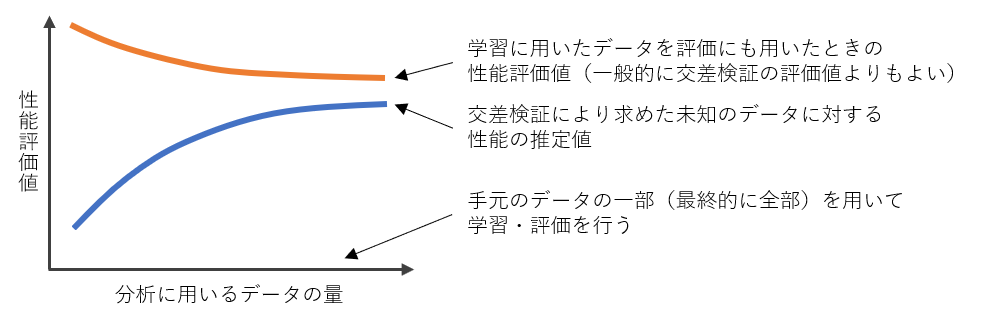 学習に用いたデータを評価にも用いたときの
性能評価値（一般的に交差検証の評価値よりもよい）
交差検証により求めた未知のデータに対する
性能の推定値
性能評価値
手元のデータの一部（最終的に全部）を用いて
学習・評価を行う
分析に用いるデータの量